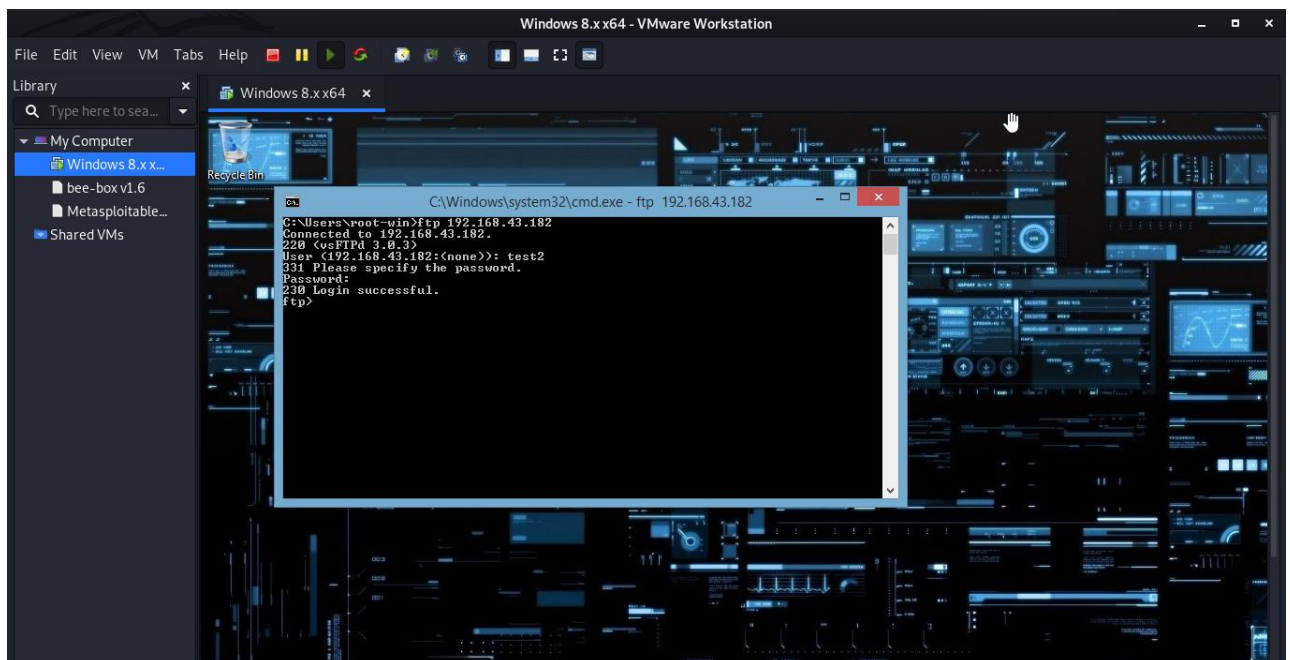 Windows 8.x x64 - VMware Workstation
File Edit View VM Tabs Help
Library
Windows 8.x x64
Type here to sea...
My Computer
Windows 8.x x...
bee-box v1.6
Metasploitable...
Shared VMs
Recycle Bin
C:\Windows\system32\cmd.exe - ftp 192.168.43.182
C:\Users\root-win>ftp 192.168.43.182
Connected to 192.168.43.182.
220 (vsFTPd 3.0.3)
User (192.168.43.182:(none)): test2
331 Please specify the password.
Password:
230 Login successful.
ftp>